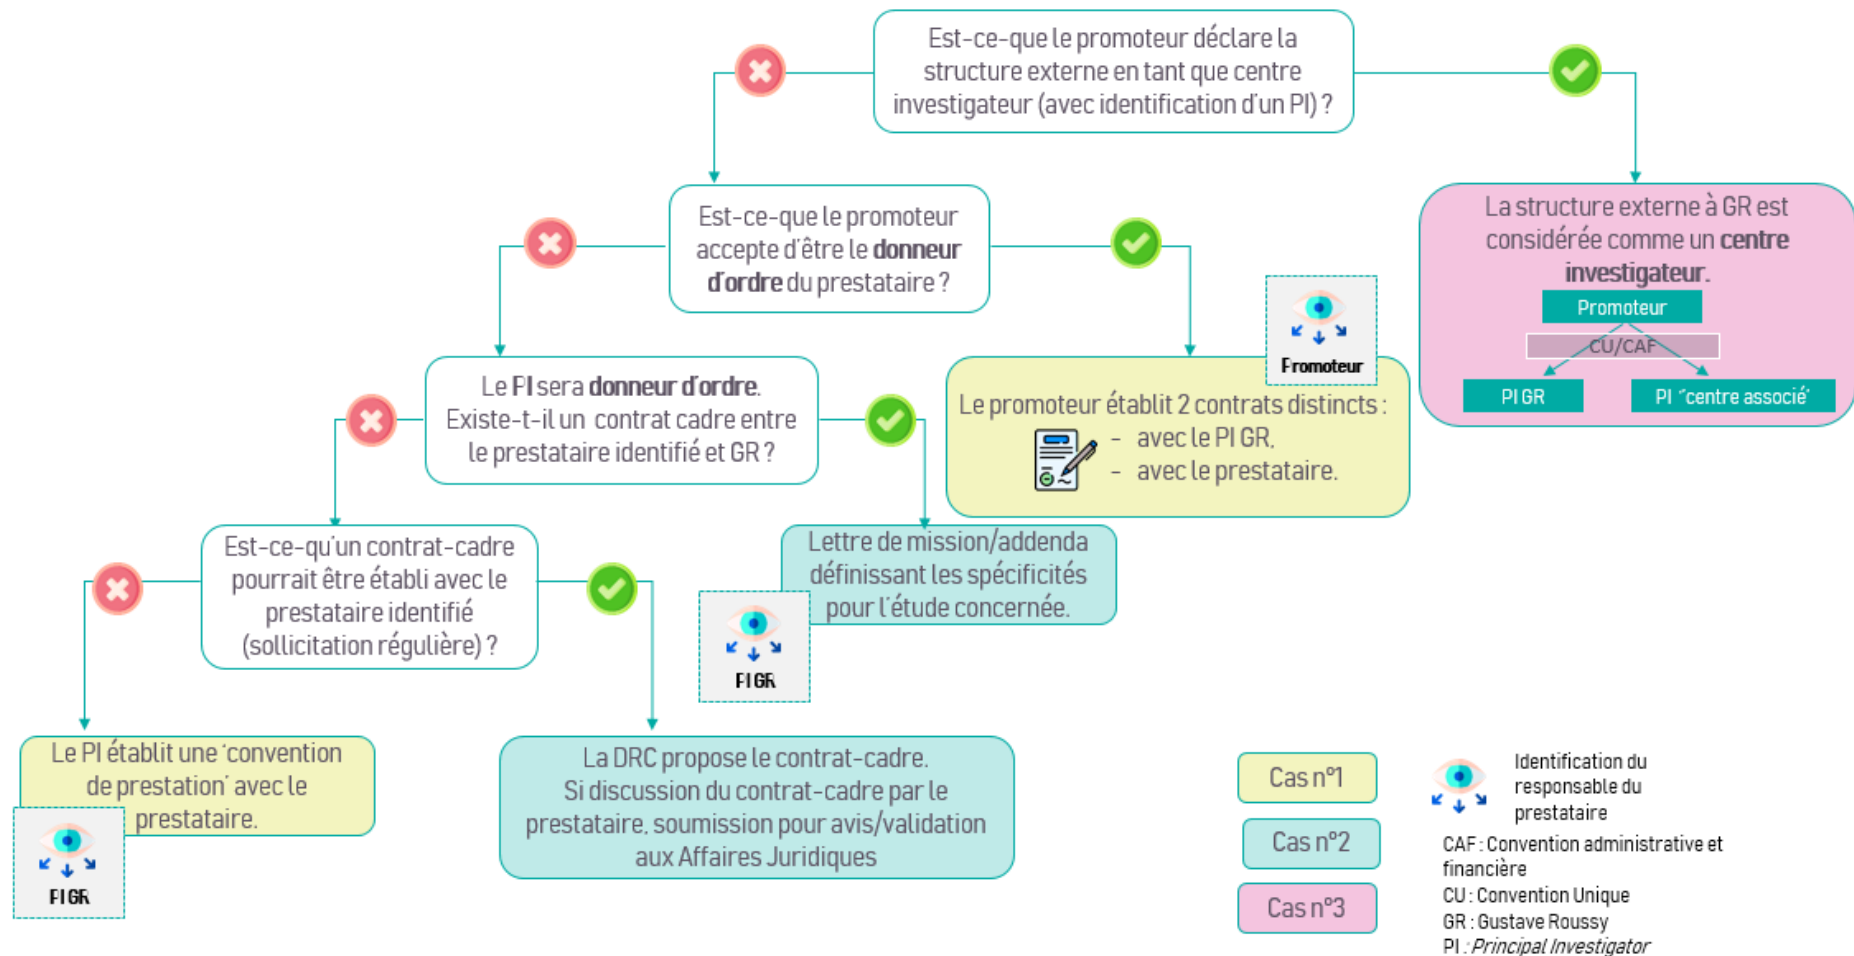 Est-ce-que le promoteur déclare la
structure externe en tant que centre
investigateur (avec identification d'un PI) ?
Est-ce-que le promoteur
accepte d'être le donneur
d'ordre du prestataire ?
La structure externe à GR est
considérée comme un centre
investigateur.
Promoteur
CU/CAF
PI GR
PI "centre associé"
Promoteur
Le PI sera donneur d'ordre.
Existe-t-il un contrat cadre entre
le prestataire identifié et GR ?
Le promoteur établit 2 contrats distincts :
- avec le PI GR,
- avec le prestataire.
Est-ce-qu'un contrat-cadre
pourrait être établi avec le
prestataire identifié
(sollicitation régulière) ?
Lettre de mission/addenda
définissant les spécificités
pour l'étude concernée.
PI GR
Le PI établit une 'convention
de prestation' avec le
prestataire.
PI GR
La DRC propose le contrat-cadre.
Si discussion du contrat-cadre par le
prestataire, soumission pour avis/validation
aux Affaires Juridiques
Cas n°1
Cas n°2
Cas n°3
Identification du
responsable du
prestataire
CAF : Convention administrative et
financière
CU : Convention Unique
GR : Gustave Roussy
PI : Principal Investigator